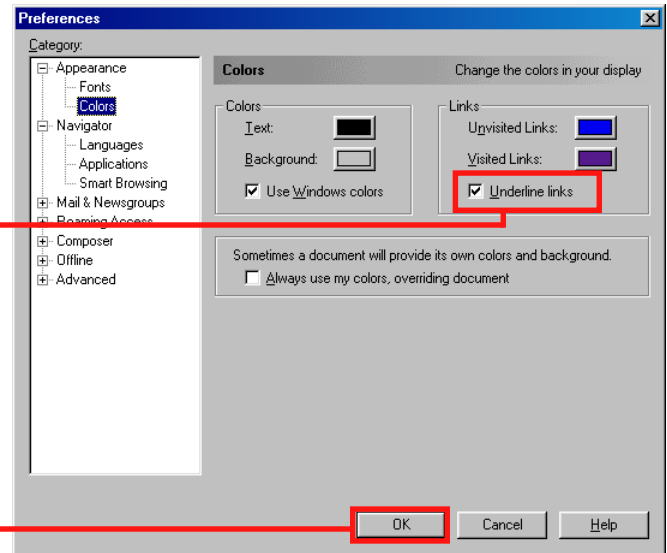 Preferences
Category:
Appearance
Fonts
Colors
Navigator
Languages
Applications
Smart Browsing
Mail & Newsgroups
Roaming Access
Composer
Offline
Advanced
Colors Change the colors in your display
Colors
Text:
Background:
Use Windows colors
Links
Unvisited Links:
Visited Links:
Underline links
Sometimes a document will provide its own colors and background.
Always use my colors, overriding document
OK Cancel Help